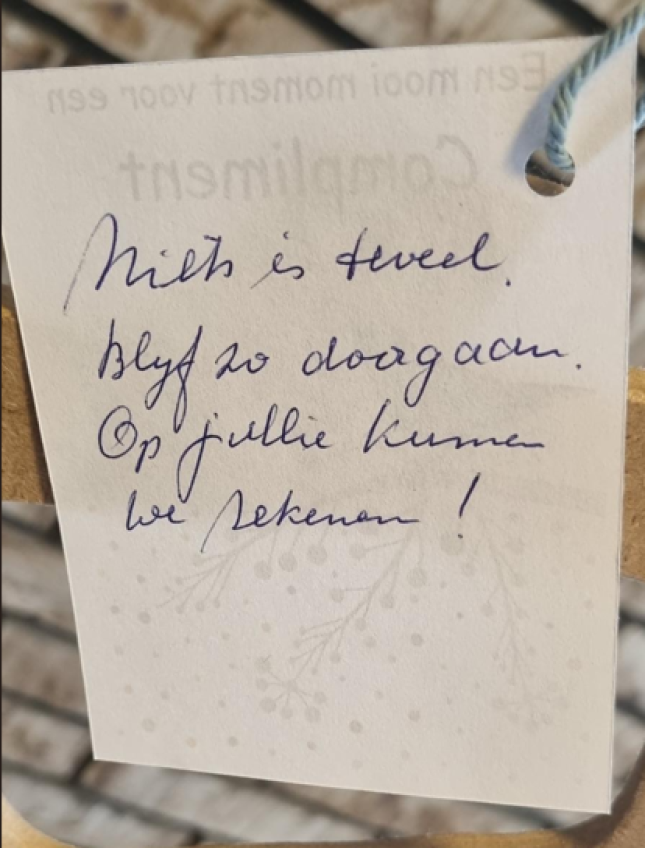 Een mooi moment voor een
Compliment
Niets is teveel.
Blijf zo doorgaan.
Op jullie kunnen
we rekenen!